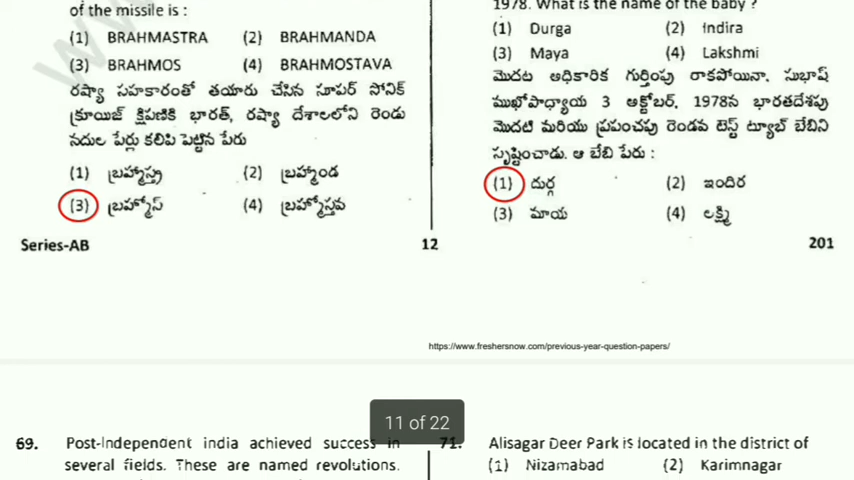 of the missile is :
(1) BRAHMASTRA (2) BRAHMANDA
(3) BRAHMOS (4) BRAHMOSTAVA
రష్యా సహకారంతో తయారు చేసిన సూపర్ సోనిక్
క్రూయిజ్ క్షిపణికి భారత్, రష్యా దేశాలలోని రెండు
నదుల పేర్లు కలిపి పెట్టిన పేరు
(1) బ్రహ్మాస్త్ర (2) బ్రహ్మాండ
(3) బ్రహ్మోస్ (4) బ్రహ్మోస్తవ
Series-AB
1978. What is the name of the baby ?
(1) Durga (2) Indira
(3) Maya (4) Lakshmi
మొదట అధికారిక గుర్తింపు రాకపోయినా, సుభాష్
ముఖోపాధ్యాయ 3 ఆక్టోబర్, 1978న భారతదేశపు
మొదటి మరియు ప్రపంచపు రెండవ టెస్ట్ ట్యూబ్ బేబిని
సృష్టించాడు. ఆ బేబి పేరు :
(1) దుర్గ (2) ఇందిర
(3) మాయ (4) లక్ష్మి
12
201
https://www.freshersnow.com/previous-year-question-papers/
11 of 22
69. Post-Independent india achieved success in
several fields. These are named revolutions.
71. Alisagar Deer Park is located in the district of
(1) Nizamabad (2) Karimnagar